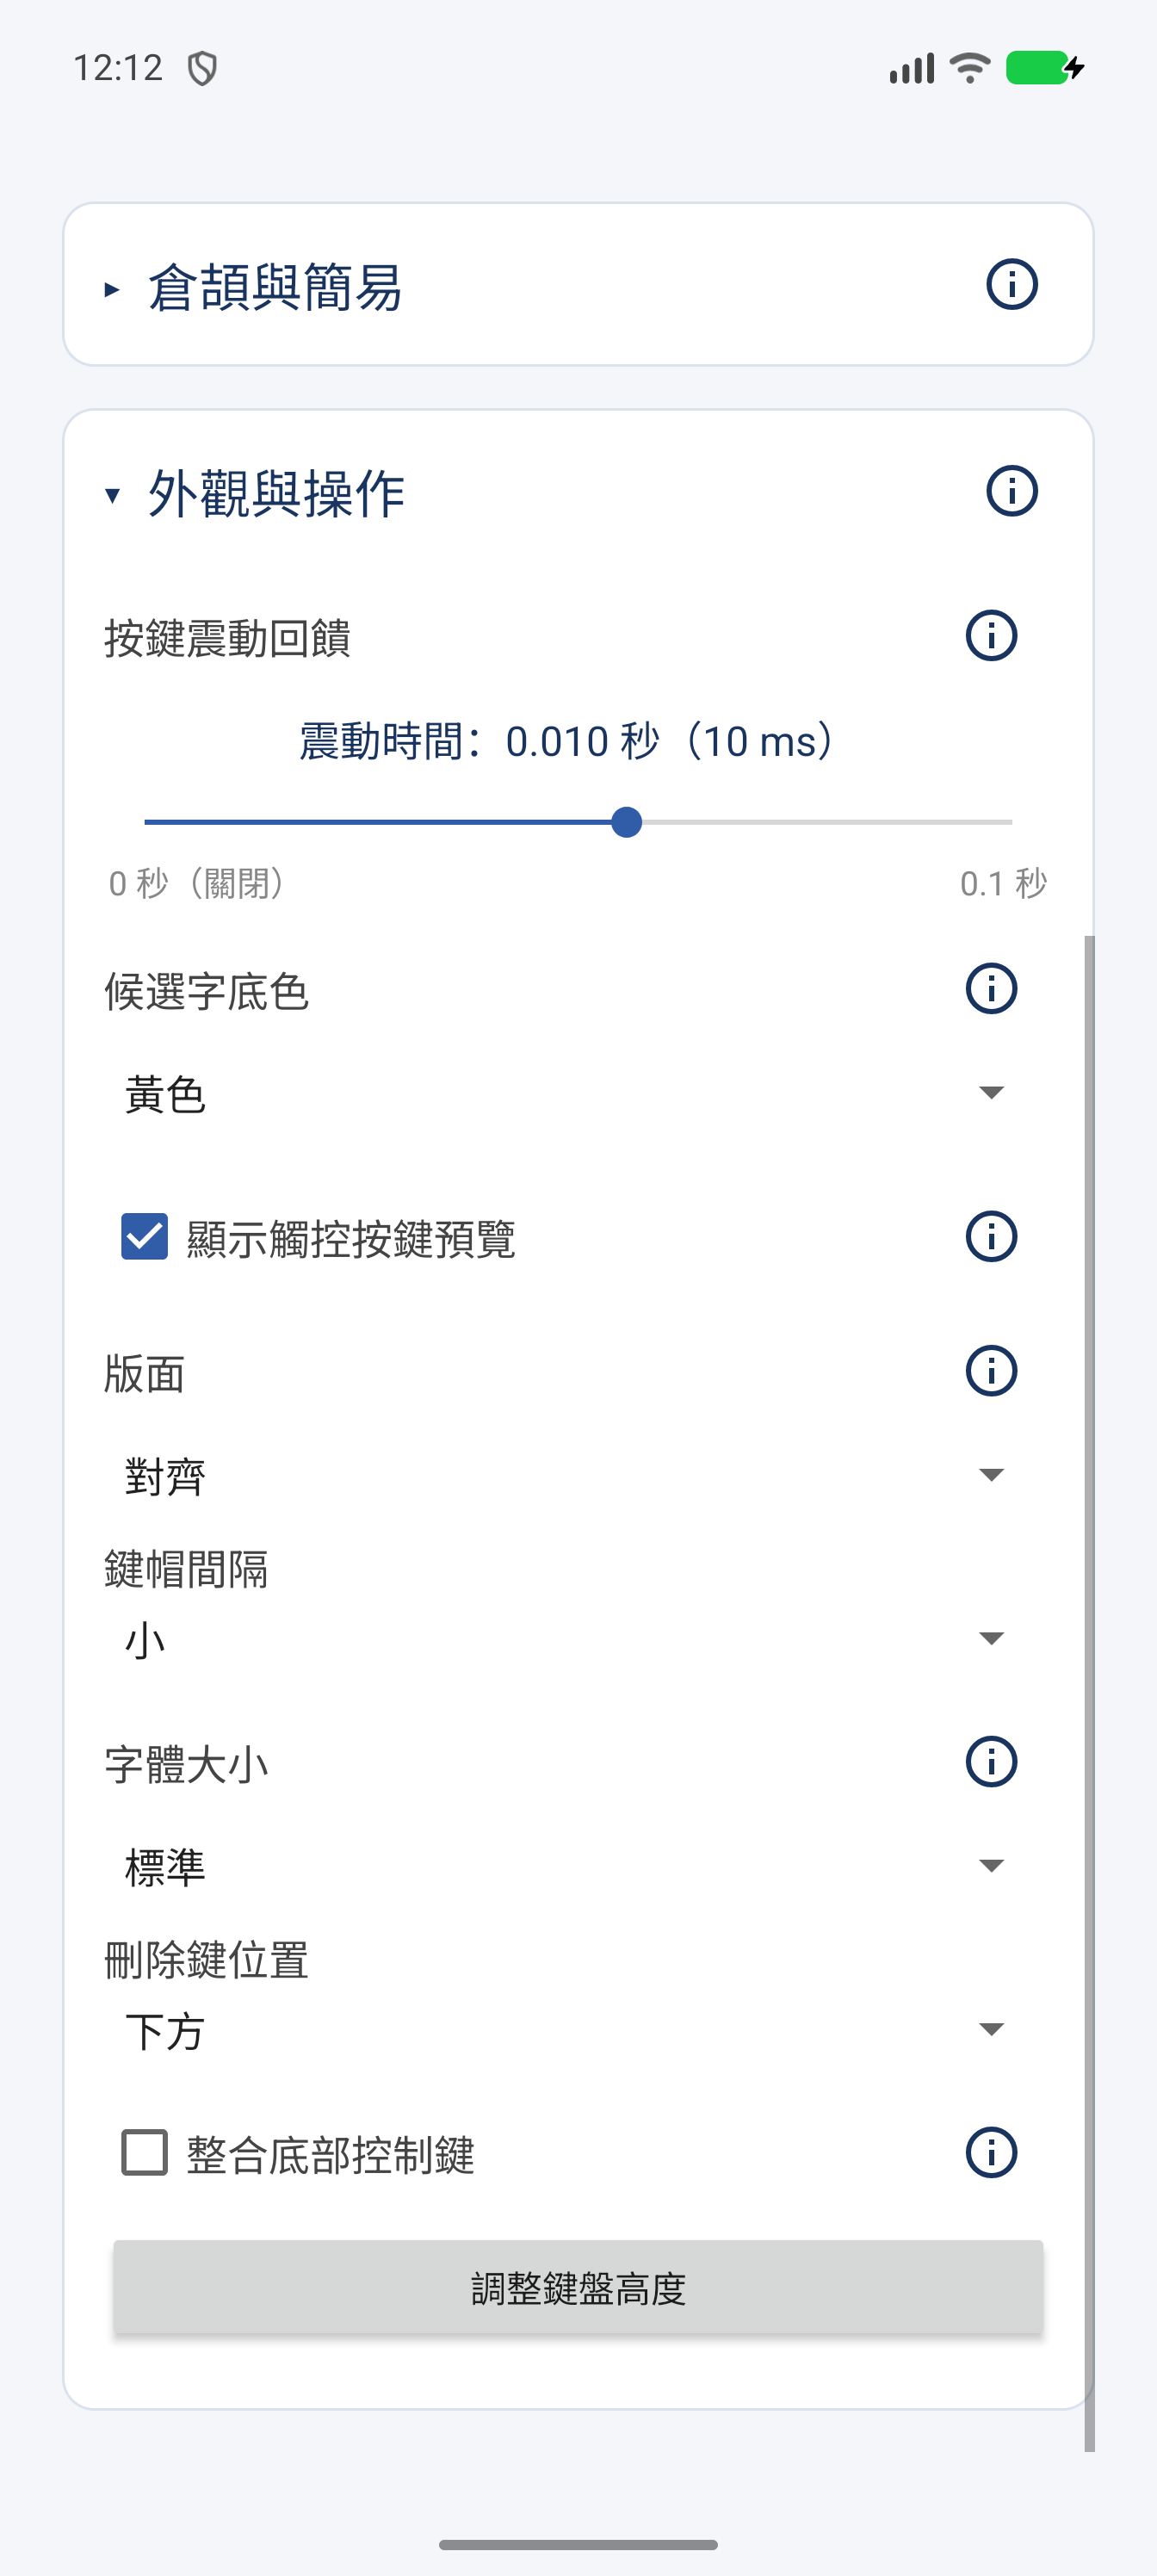 12:12
倉頡與簡易
外觀與操作
按鍵震動回饋
震動時間：0.010 秒（10 ms）
0 秒（關閉）
0.1 秒
候選字底色
黃色
顯示觸控按鍵預覽
版面
對齊
鍵帽間隔
小
字體大小
標準
刪除鍵位置
下方
整合底部控制鍵
調整鍵盤高度